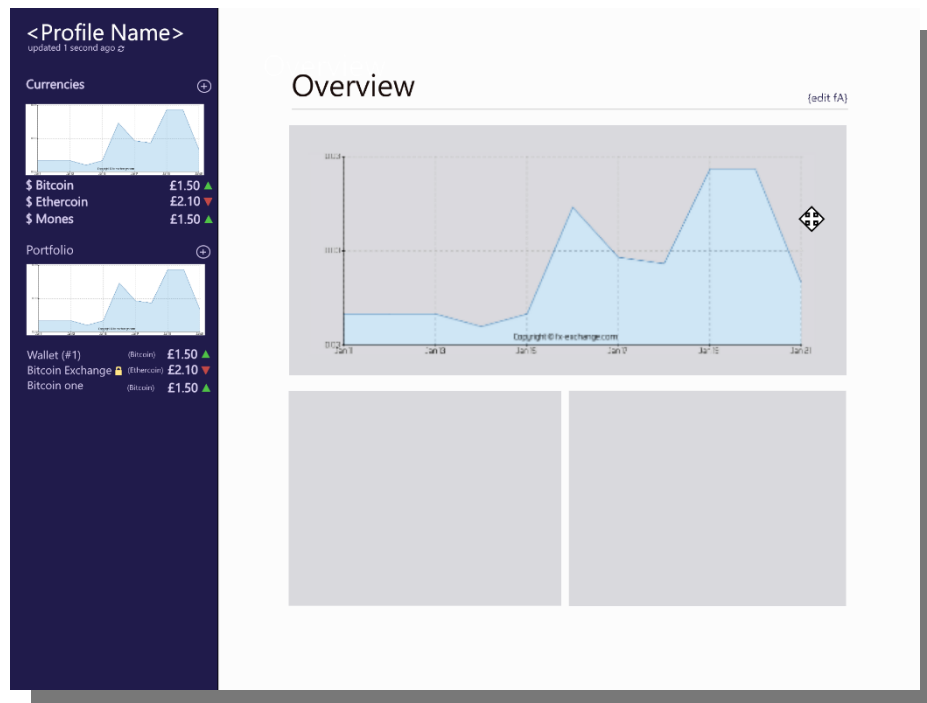 <Profile Name>
updated 1 second ago
Currencies
$ Bitcoin £1.50
$ Ethercoin £2.10
$ Mones £1.50
Portfolio
Wallet (#1) (Bitcoin) £1.50
Bitcoin Exchange (Ethercoin) £2.10
Bitcoin one (Bitcoin) £1.50
Overview
{edit fA}
Copyright © fx-exchange.com
Jan 11 Jan 13 Jan 15 Jan 17 Jan 19 Jan 21